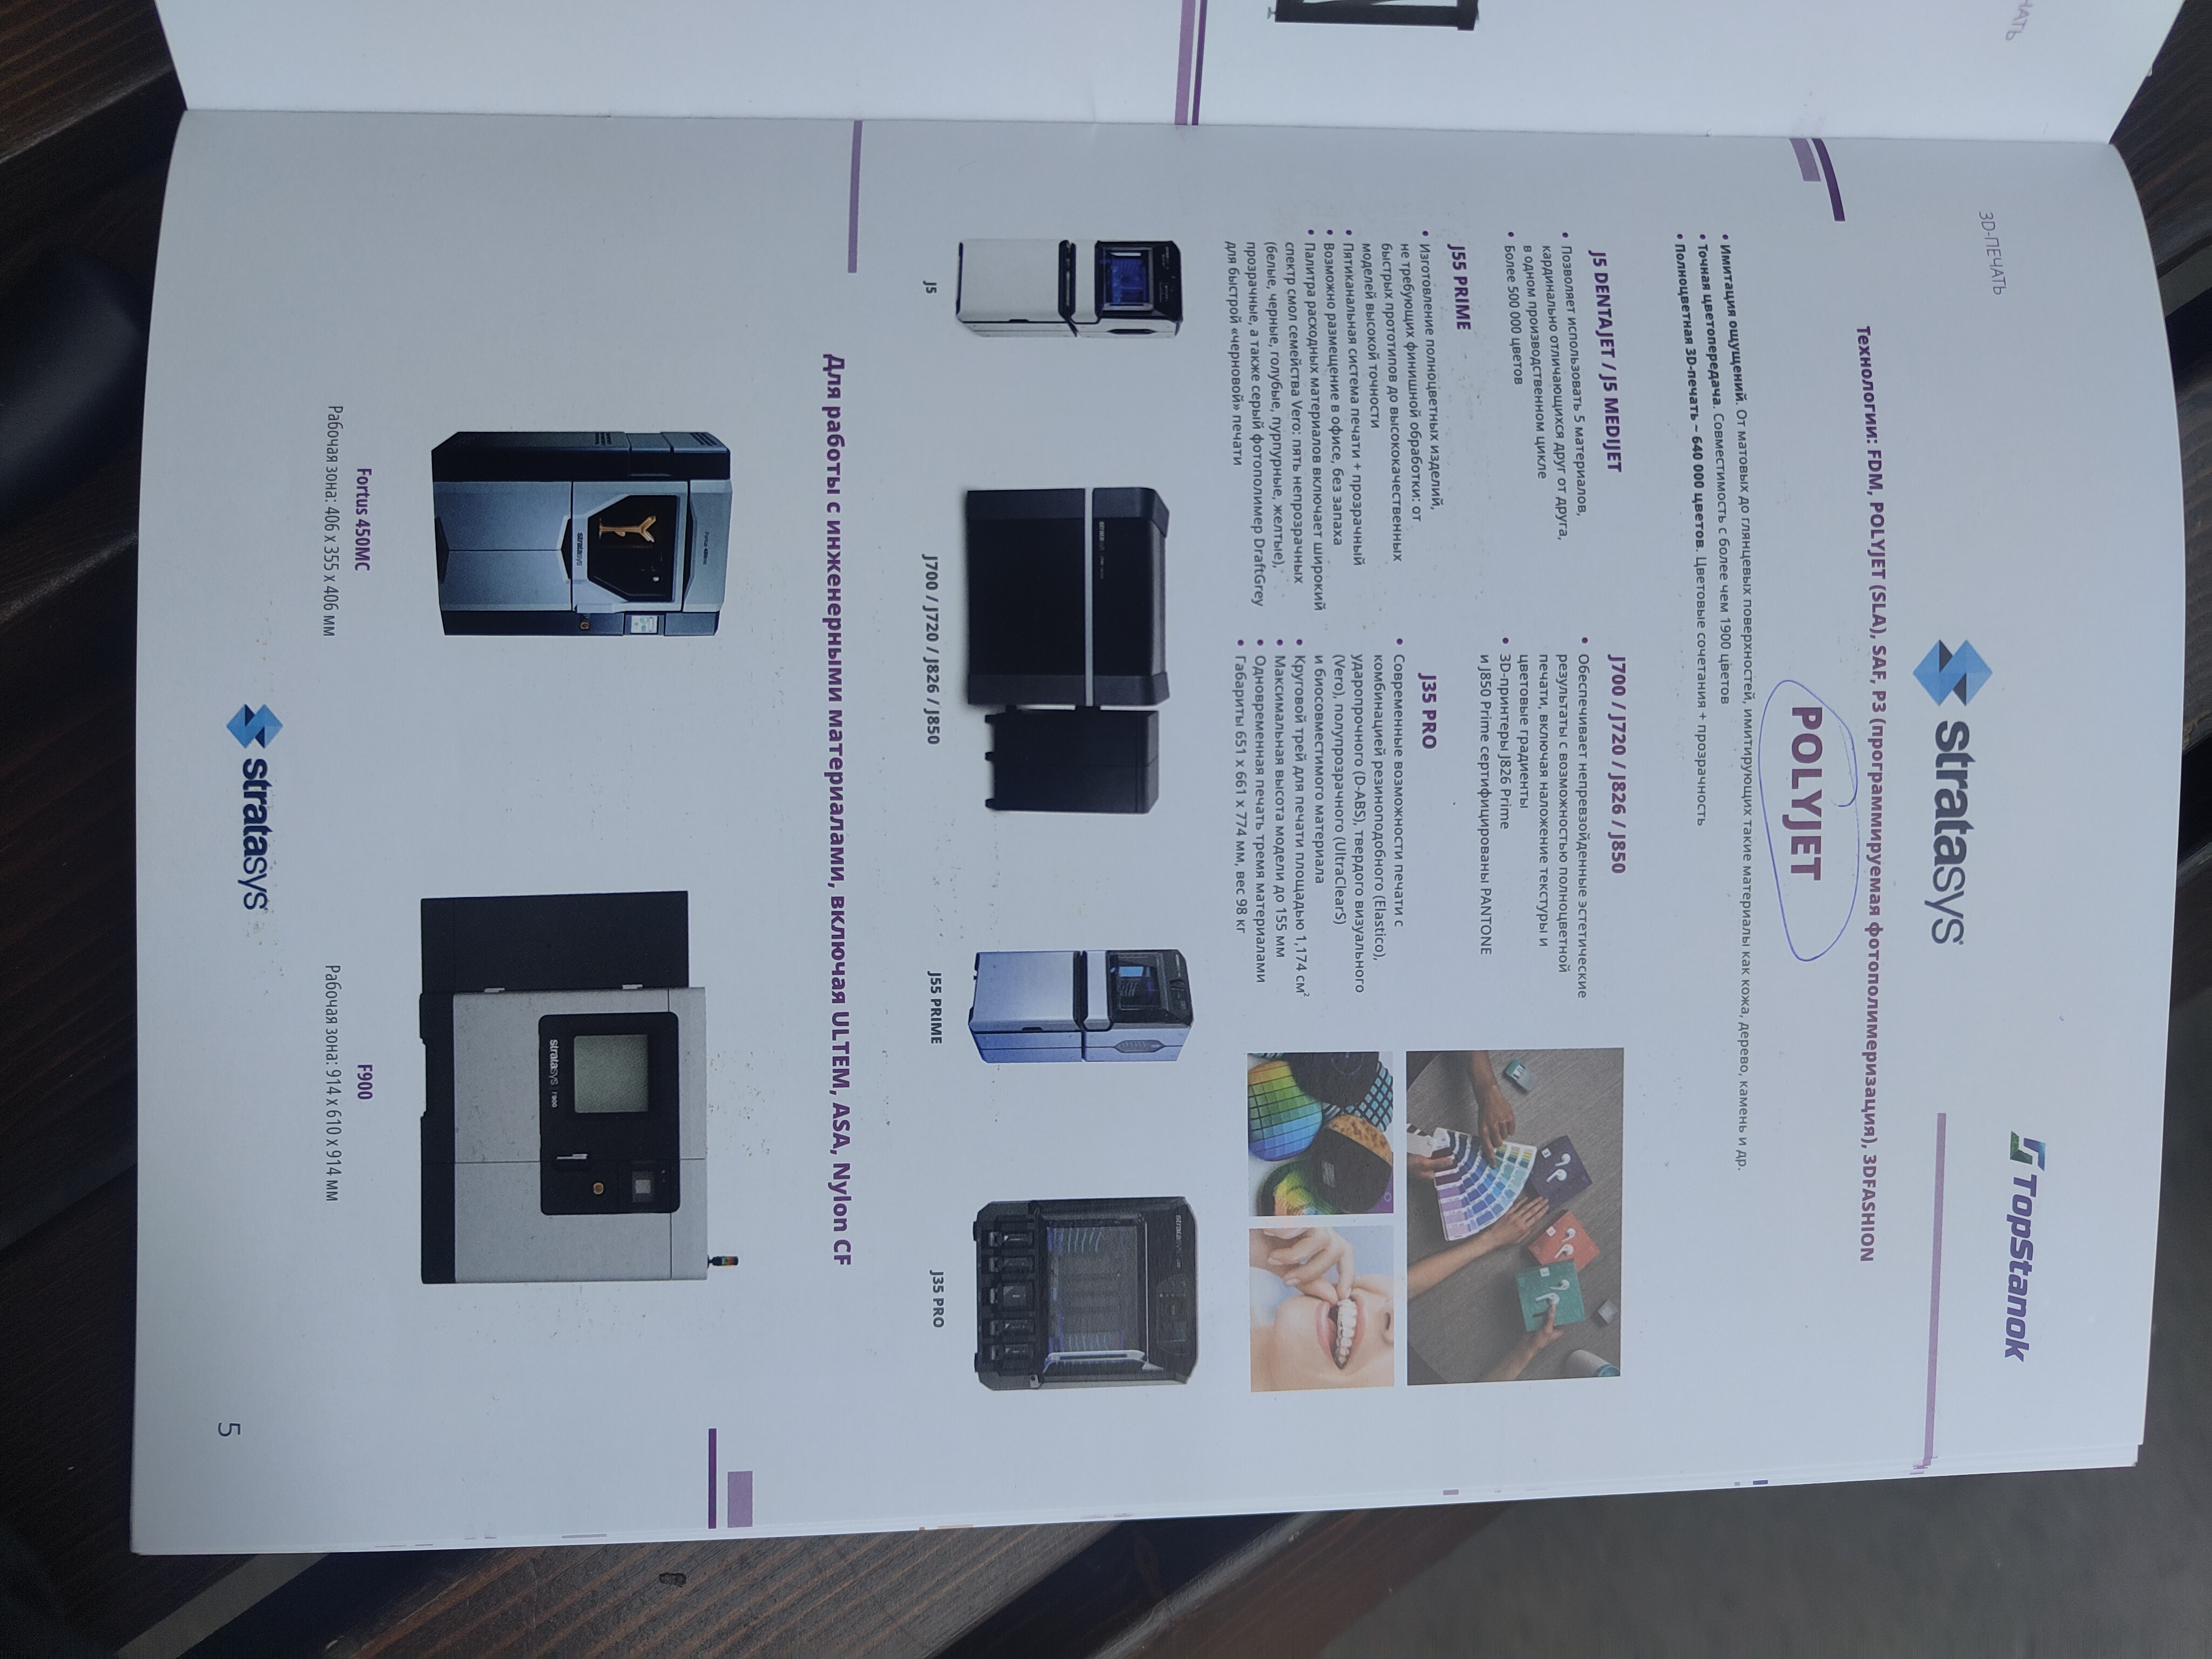 ЧАТЬ
3D-ПЕЧАТЬ
TopStanok
stratasys
Технологии: FDM, POLYJET (SLA), SAF, P3 (программируемая фотополимеризация), 3DFASHION
POLYJET
• Имитация ощущений. От матовых до глянцевых поверхностей, имитирующих такие материалы как кожа, дерево, камень и др.
• Точная цветопередача. Совместимость с более чем 1900 цветов
• Полноцветная 3D-печать – 640 000 цветов. Цветовые сочетания + прозрачность
J5 DENTAJET / J5 MEDIJET
• Позволяет использовать 5 материалов,
кардинально отличающихся друг от друга,
в одном производственном цикле
• Более 500 000 цветов
J55 PRIME
• Изготовление полноцветных изделий,
не требующих финишной обработки: от
быстрых прототипов до высококачественных
моделей высокой точности
• Пятиканальная система печати + прозрачный
• Возможно размещение в офисе, без запаха
• Палитра расходных материалов включает широкий
спектр смол семейства Vero: пять непрозрачных
(белые, черные, голубые, пурпурные, желтые),
прозрачные, а также серый фотополимер DraftGrey
для быстрой «черновой» печати
J700 / J720 / J826 / J850
• Обеспечивает непревзойденные эстетические
результаты с возможностью полноцветной
печати, включая наложение текстуры и
цветовые градиенты
• 3D-принтеры J826 Prime
и J850 Prime сертифицированы PANTONE
J35 PRO
• Современные возможности печати с
комбинацией резиноподобного (Elastico),
ударопрочного (D-ABS), твердого визуального
(Vero), полупрозрачного (UltraClearS)
и биосовместимого материала
• Круговой трей для печати площадью 1,174 см²
• Максимальная высота модели до 155 мм
• Одновременная печать тремя материалами
• Габариты 651 x 661 x 774 мм, вес 98 кг
J5
J700 / J720 / J826 / J850
J55 PRIME
J35 PRO
Для работы с инженерными материалами, включая ULTEM, ASA, Nylon CF
stratasys
stratasys F900
Fortus 450MC
Рабочая зона: 406 x 355 x 406 мм
F900
Рабочая зона: 914 x 610 x 914 мм
stratasys
5